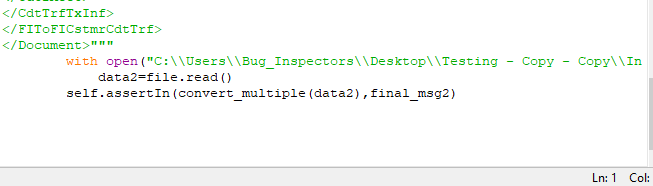 </CdtTrfTxInf>
</FIToFICstmrCdtTrf>
</Document>"""
with open("C:\\Users\\Bug_Inspectors\\Desktop\\Testing - Copy - Copy\\In
data2=file.read()
self.assertIn(convert_multiple(data2),final_msg2)
Ln: 1 Col: